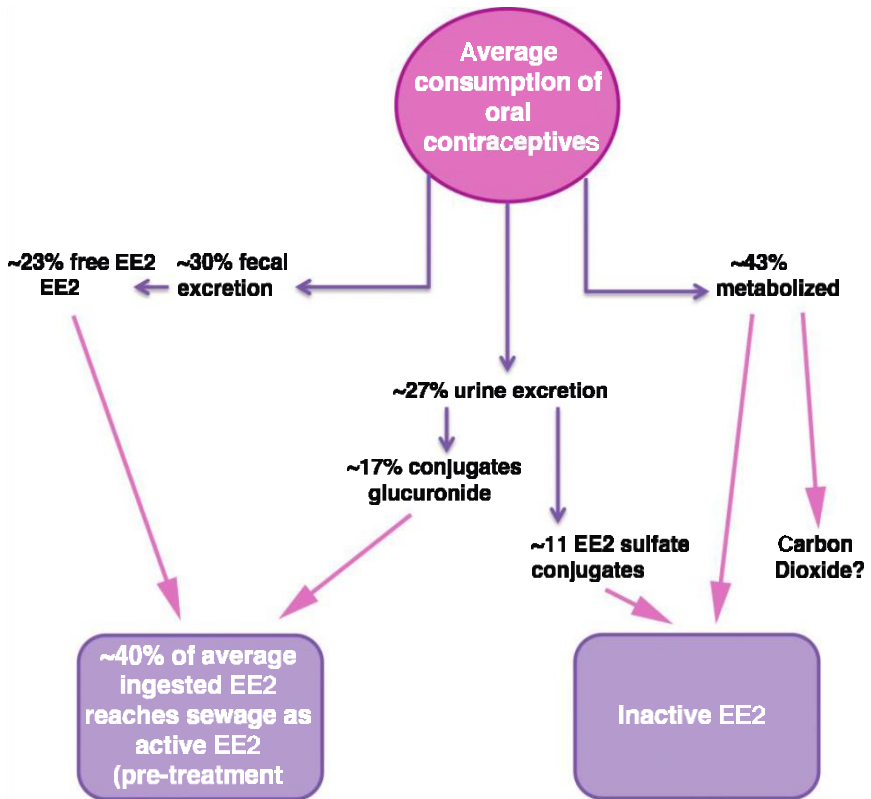 Average
consumption of
oral
contraceptives
~23% free EE2
EE2
~30% fecal
excretion
~43%
metabolized
~27% urine excretion
~17% conjugates
glucuronide
~11 EE2 sulfate
conjugates
Carbon
Dioxide?
~40% of average
ingested EE2
reaches sewage as
active EE2
(pre-treatment
Inactive EE2